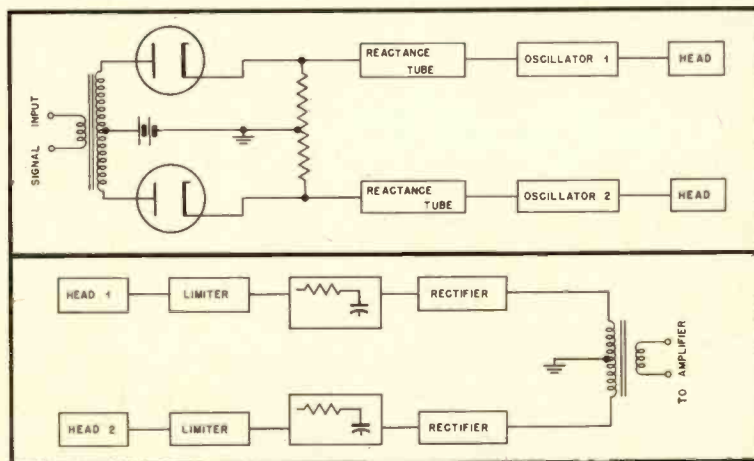 SIGNAL INPUT
REACTANCE
TUBE
OSCILLATOR 1
HEAD
REACTANCE
TUBE
OSCILLATOR 2
HEAD
HEAD 1
LIMITER
RECTIFIER
TO AMPLIFIER
HEAD 2
LIMITER
RECTIFIER